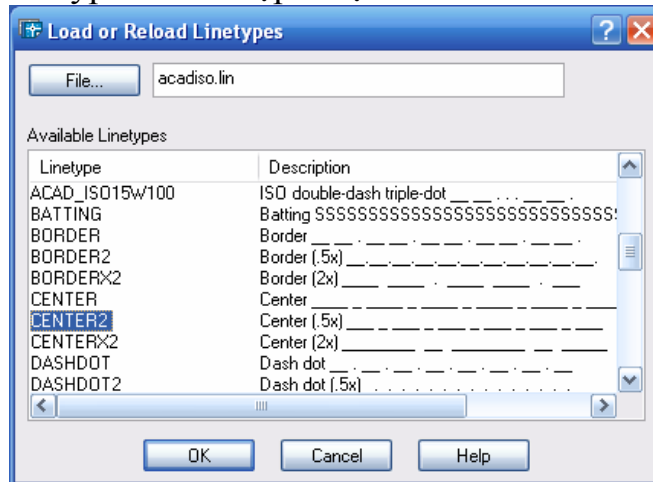 Load or Reload Linetypes
File... acadiso.lin
Available Linetypes
Linetype Description
ACAD_ISO15W100 ISO double-dash triple-dot __ __ . . . __ __ .
BATTING Batting SSSSSSSSSSSSSSSSSSSSSSSSSSSSS
BORDER Border __ __ . __ __ . __ __ . __ __ . __ __ .
BORDER2 Border (.5x) __.__.__.__.__.__.__.__.__.__.
BORDERX2 Border (2x) ____ ____ . ____ ____ . ___
CENTER Center ____ _ ____ _ ____ _ ____ _ ____
CENTER2 Center (.5x) ___ _ ___ _ ___ _ ___ _ ___ _ ___
CENTERX2 Center (2x) ________ __ ________ __ ______
DASHDOT Dash dot __ . __ . __ . __ . __ . __ . __
DASHDOT2 Dash dot (.5x) . . . . . . . . . . . . . . .
OK Cancel Help